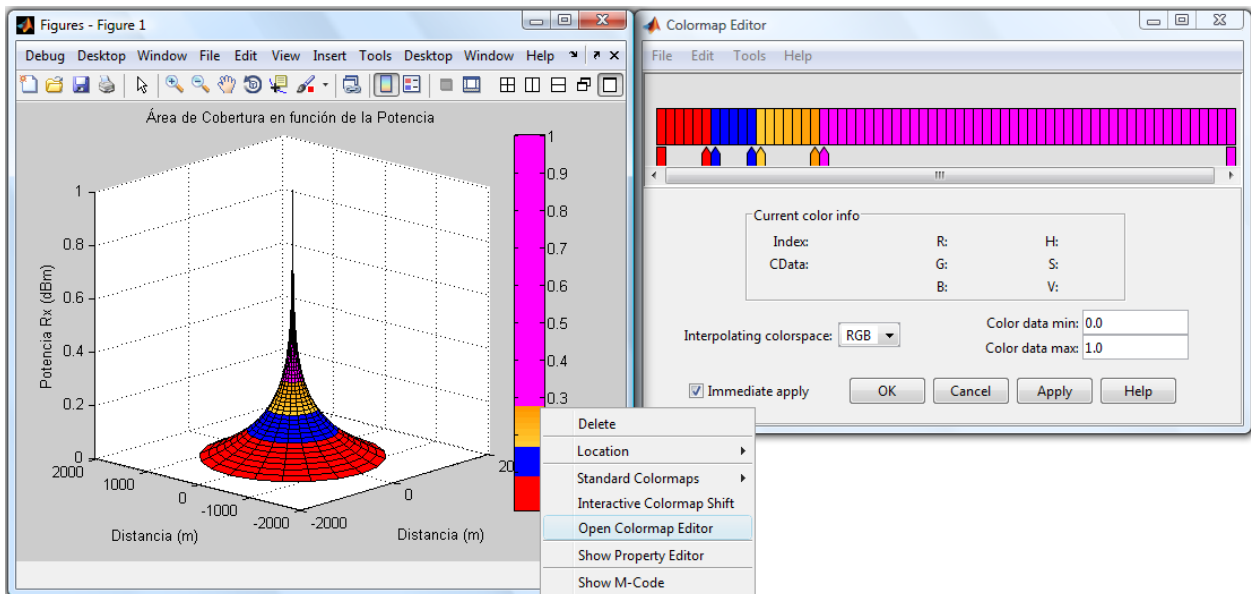 Figures - Figure 1
Debug Desktop Window File Edit View Insert Tools Desktop Window Help
Área de Cobertura en función de la Potencia
Potencia Rx (dBm)
1
0.8
0.6
0.4
0.2
0
2000
1000
0
-1000
-2000
Distancia (m)
-2000
0
20
Distancia (m)
1
0.9
0.8
0.7
0.6
0.5
0.4
0.3
Delete
Location
Standard Colormaps
Interactive Colormap Shift
Open Colormap Editor
Show Property Editor
Show M-Code
Colormap Editor
File Edit Tools Help
Current color info
Index: R: H:
CData: G: S:
B: V:
Interpolating colorspace: RGB
Color data min: 0.0
Color data max: 1.0
Immediate apply OK Cancel Apply Help